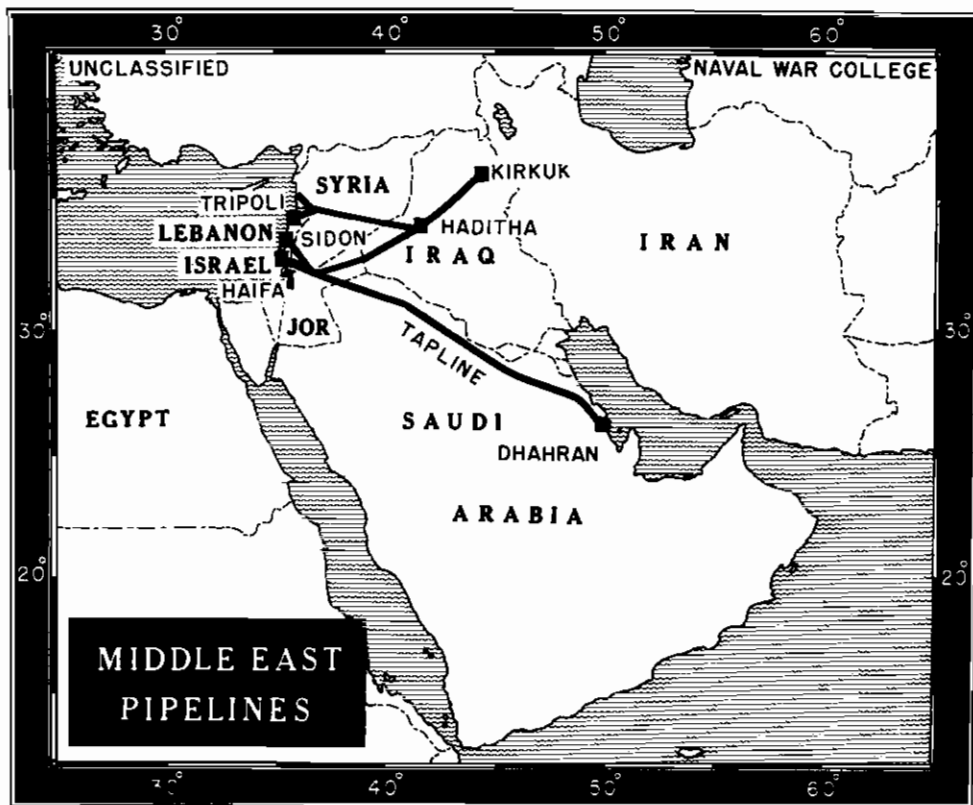 30° 40° 50° 60°
UNCLASSIFIED NAVAL WAR COLLEGE
KIRKUK
SYRIA
TRIPOLI
HADITHA
LEBANON SIDON
IRAQ IRAN
ISRAEL
HAIFA
30° JOR 30°
TAPLINE
EGYPT SAUDI
DHAHRAN
ARABIA
20° 20°
MIDDLE EAST
PIPELINES
30° 40° 50° 60°